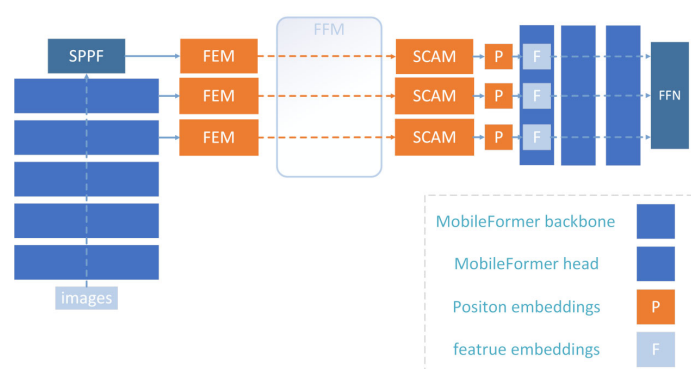 FFM
SPPF
FEM
SCAM
P
F
FEM
SCAM
P
F
FFN
FEM
SCAM
P
F
images
MobileFormer backbone
MobileFormer head
Positon embeddings
P
featrue embeddings
F